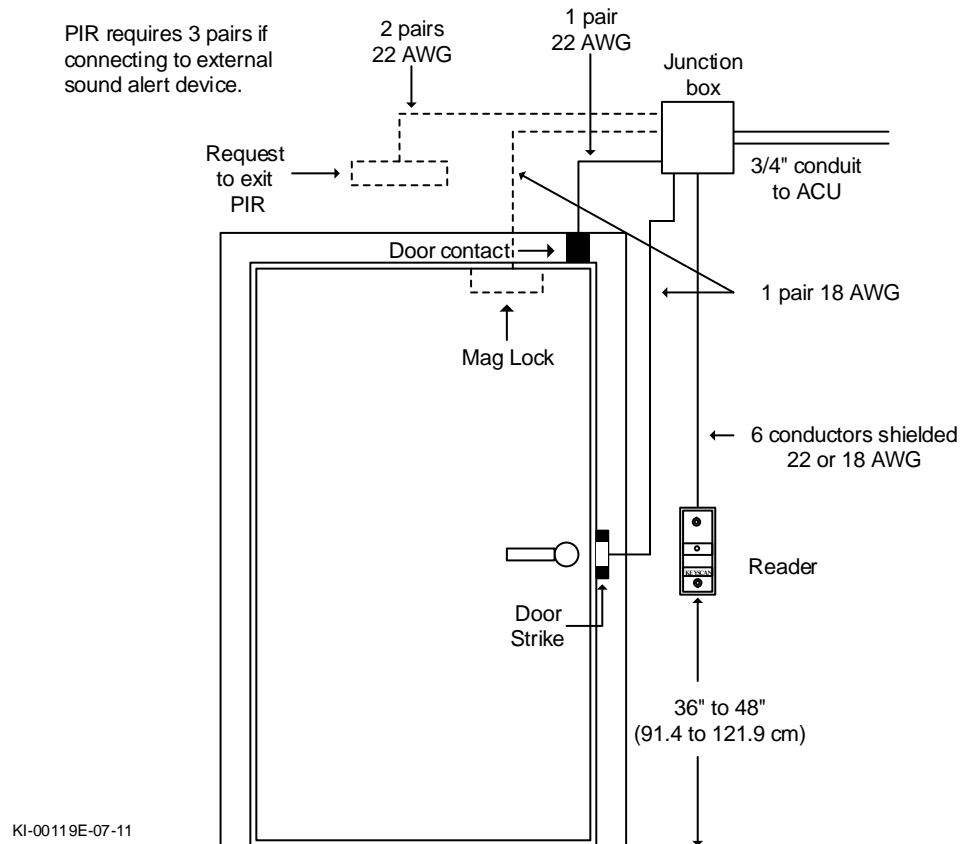 PIR requires 3 pairs if
connecting to external
sound alert device.
2 pairs
22 AWG
1 pair
22 AWG
Junction
box
Request
to exit
PIR
3/4" conduit
to ACU
Door contact
1 pair 18 AWG
Mag Lock
6 conductors shielded
22 or 18 AWG
KEYSCAN
Reader
Door
Strike
36" to 48"
(91.4 to 121.9 cm)
KI-00119E-07-11